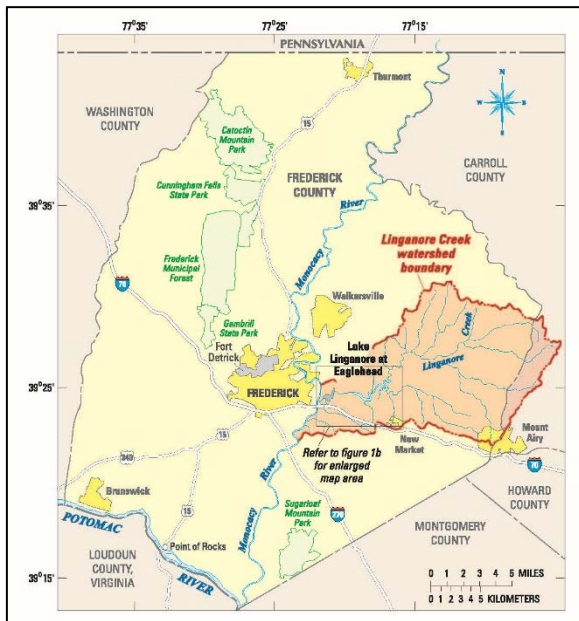 77°35'
77°25'
77°15'
PENNSYLVANIA
Thurmont
WASHINGTON
COUNTY
15
Catoctin
Mountain
Park
CARROLL
COUNTY
FREDERICK
COUNTY
Cunningham Falls
State Park
39°35'
River
Monocacy
Linganore Creek
watershed
boundary
Frederick
Municipal
Forest
70
Walkersville
Creek
Gambrill
State Park
Fort
Detrick
Lake
Linganore at
Eaglehead
Linganore
39°25'
FREDERICK
New
Market
Mount
Airy
15
Refer to figure 1b
for enlarged
map area
340
River
70
HOWARD
COUNTY
Brunswick
Monocacy
270
Sugarloaf
Mountain
Park
MONTGOMERY
COUNTY
POTOMAC
15
Point of Rocks
LOUDOUN
COUNTY,
VIRGINIA
RIVER
39°15'
0 1 2 3 4 5 MILES
0 1 2 3 4 5 KILOMETERS